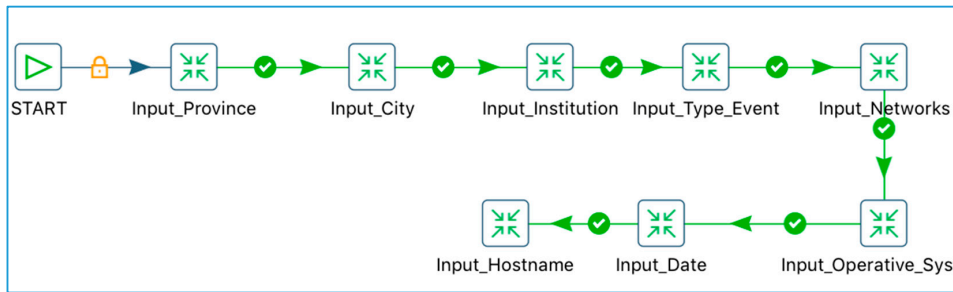 START
Input_Province
Input_City
Input_Institution
Input_Type_Event
Input_Networks
Input_Hostname
Input_Date
Input_Operative_Sys